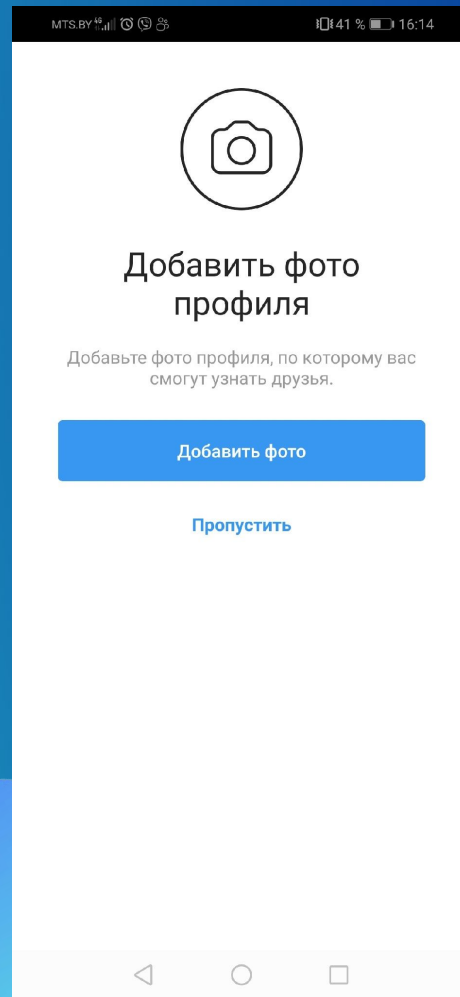 MTS.BY 4G 41 % 16:14
Добавить фото
профиля
Добавьте фото профиля, по которому вас
смогут узнать друзья.
Добавить фото
Пропустить